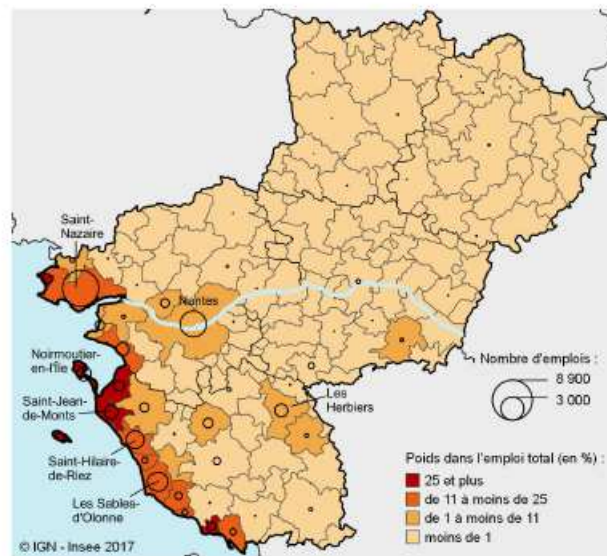 Saint-
Nazaire
Nantes
Noirmoutier-
en-l'Île
Saint-Jean-
de-Monts
Saint-Hilaire-
de-Riez
Les Sables-
d'Olonne
Les
Herbiers
Nombre d'emplois :
8 900
3 000
Poids dans l'emploi total (en %) :
25 et plus
de 11 à moins de 25
de 1 à moins de 11
moins de 1
© IGN - Insee 2017